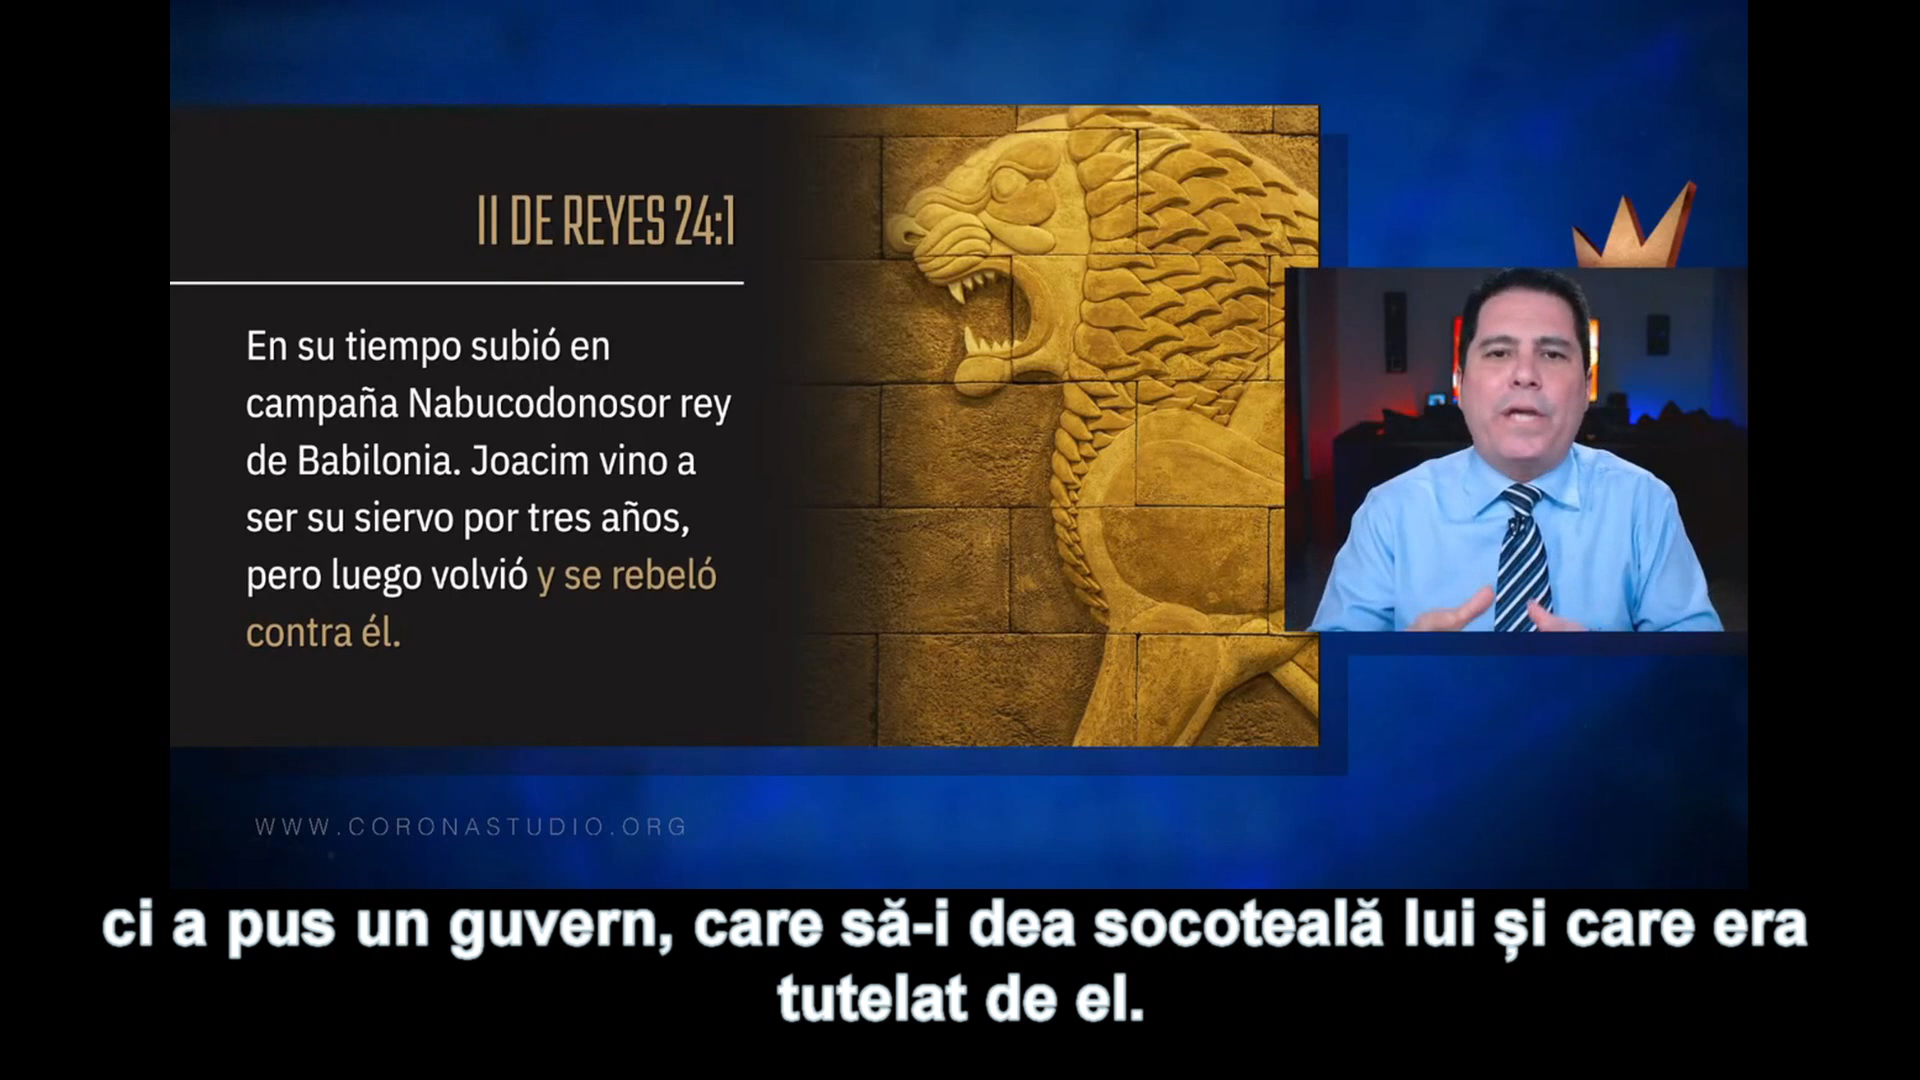 II DE REYES 24:1
En su tiempo subió en
campaña Nabucodonosor rey
de Babilonia. Joacim vino a
ser su siervo por tres años,
pero luego volvió y se rebeló
contra él.
WWW.CORONASTUDIO.ORG
ci a pus un guvern, care să-i dea socoteală lui și care era
tutelat de el.